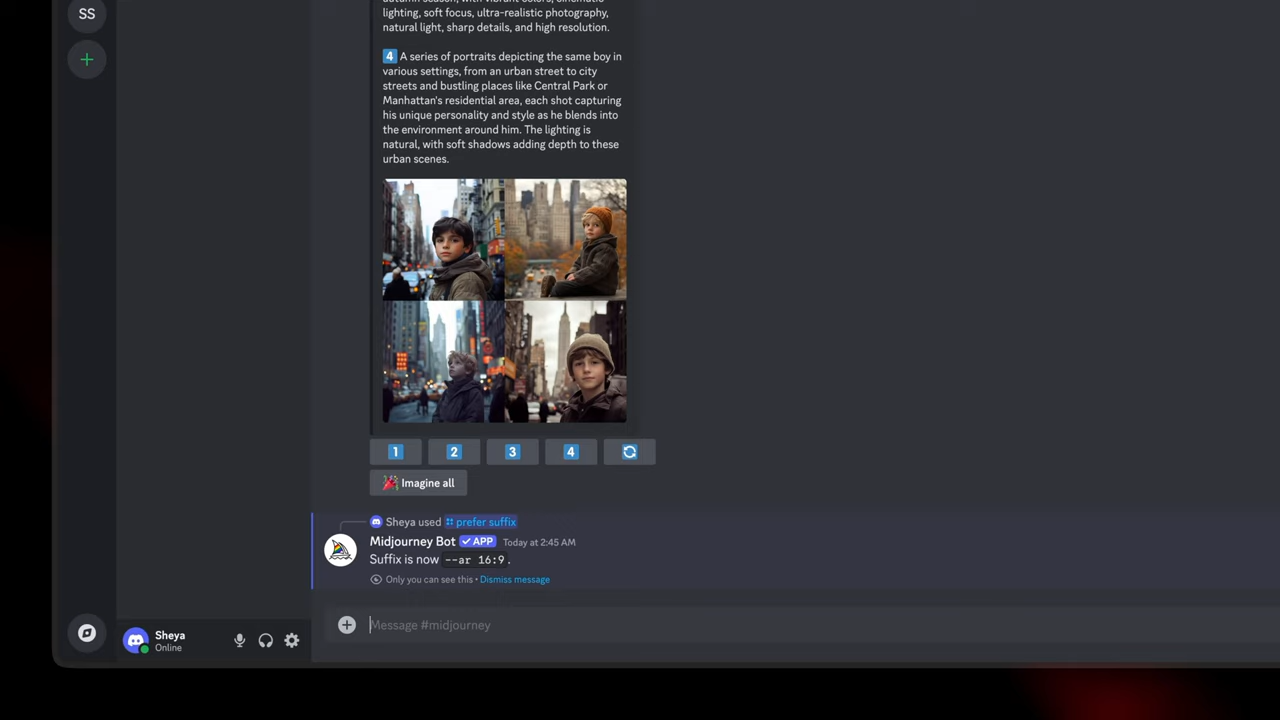 SS
autumn season, with vibrant colors, cinematic
lighting, soft focus, ultra-realistic photography,
natural light, sharp details, and high resolution.
4 A series of portraits depicting the same boy in
various settings, from an urban street to city
streets and bustling places like Central Park or
Manhattan's residential area, each shot capturing
his unique personality and style as he blends into
the environment around him. The lighting is
natural, with soft shadows adding depth to these
urban scenes.
1 2 3 4
Imagine all
Sheya used prefer suffix
Midjourney Bot APP Today at 2:45 AM
Suffix is now --ar 16:9.
Only you can see this • Dismiss message
Message #midjourney
Sheya
Online